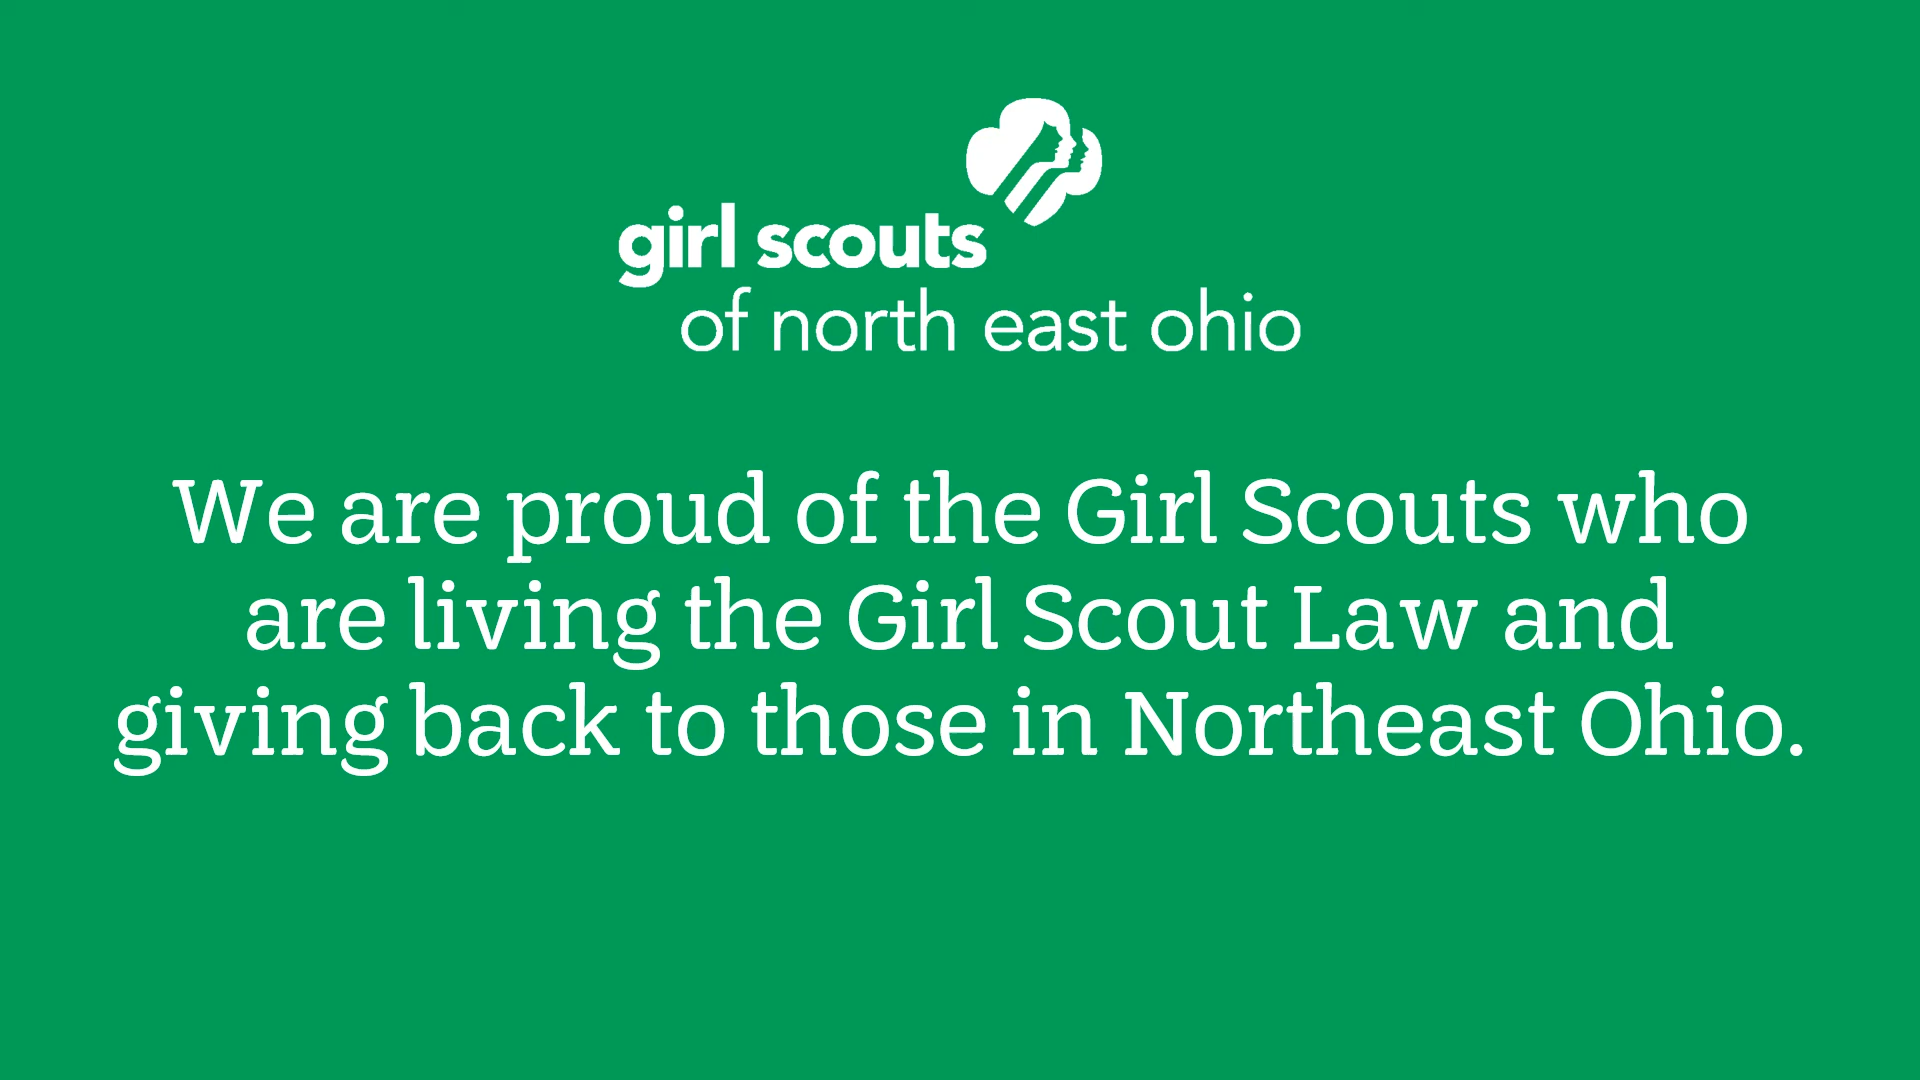 girl scouts
of north east ohio
We are proud of the Girl Scouts who
are living the Girl Scout Law and
giving back to those in Northeast Ohio.